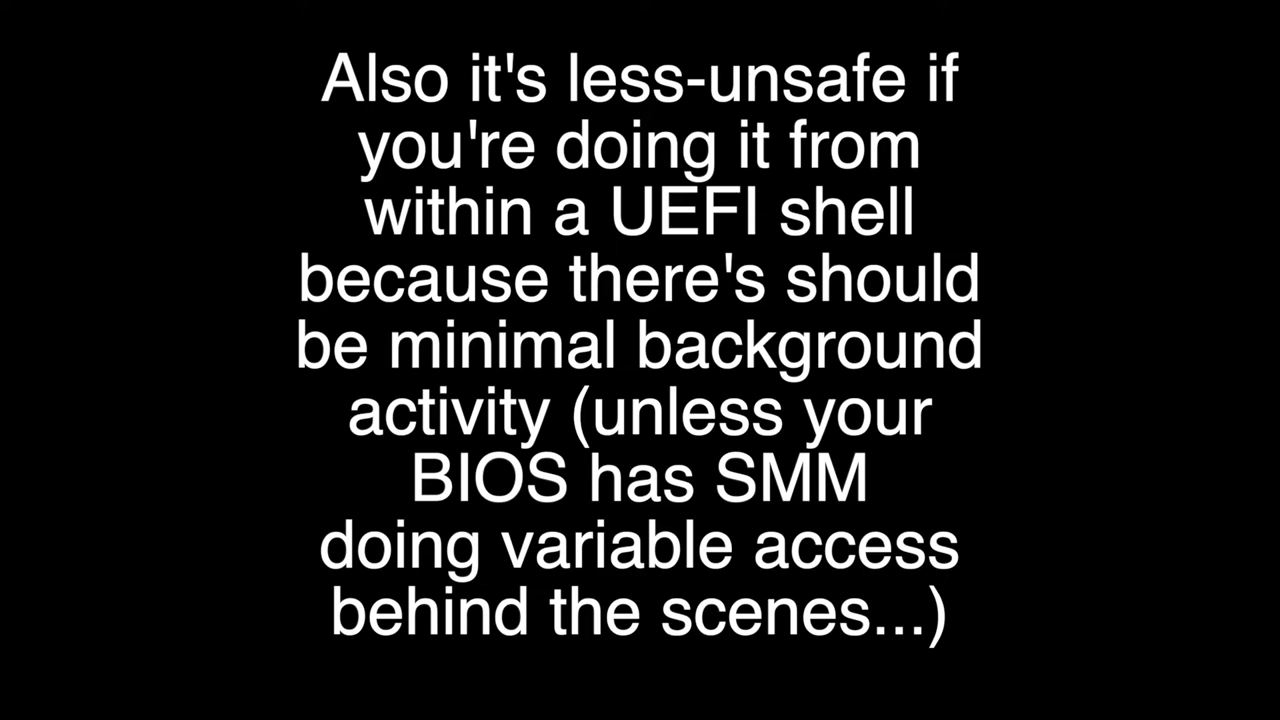 Also it's less-unsafe if
you're doing it from
within a UEFI shell
because there's should
be minimal background
activity (unless your
BIOS has SMM
doing variable access
behind the scenes...)